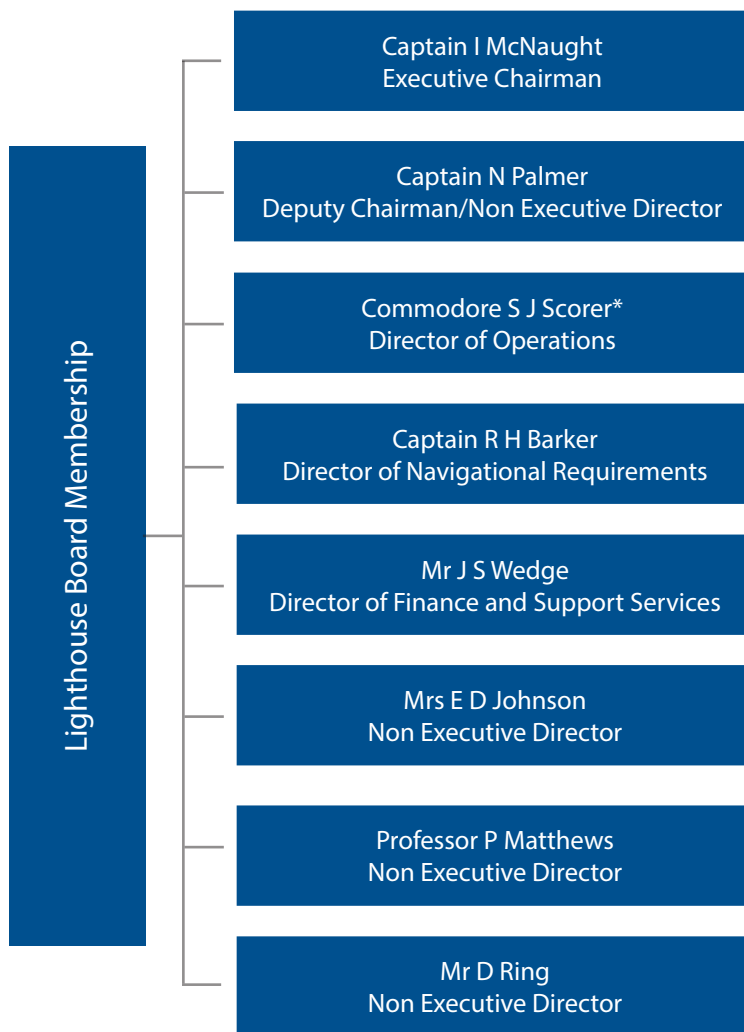 Lighthouse Board Membership
Captain I McNaught
Executive Chairman
Captain N Palmer
Deputy Chairman/Non Executive Director
Commodore S J Scorer*
Director of Operations
Captain R H Barker
Director of Navigational Requirements
Mr J S Wedge
Director of Finance and Support Services
Mrs E D Johnson
Non Executive Director
Professor P Matthews
Non Executive Director
Mr D Ring
Non Executive Director